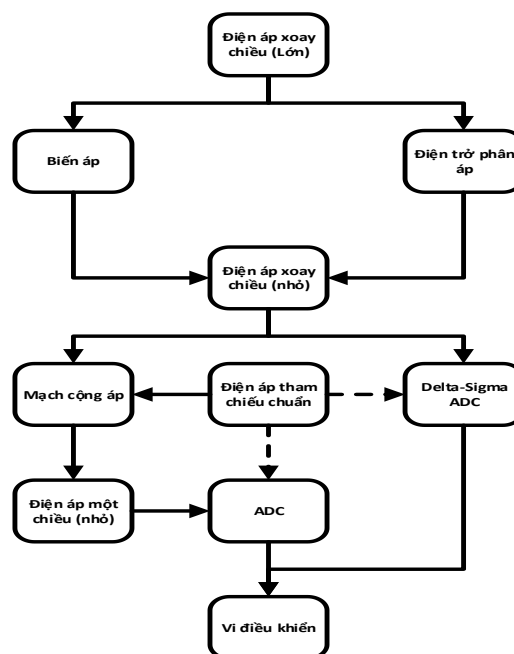 Điện áp xoay
chiều (Lớn)
Biến áp
Điện trở phân
áp
Điện áp xoay
chiều (nhỏ)
Mạch cộng áp
Điện áp tham
chiếu chuẩn
Delta-Sigma
ADC
Điện áp một
chiều (nhỏ)
ADC
Vi điều khiển